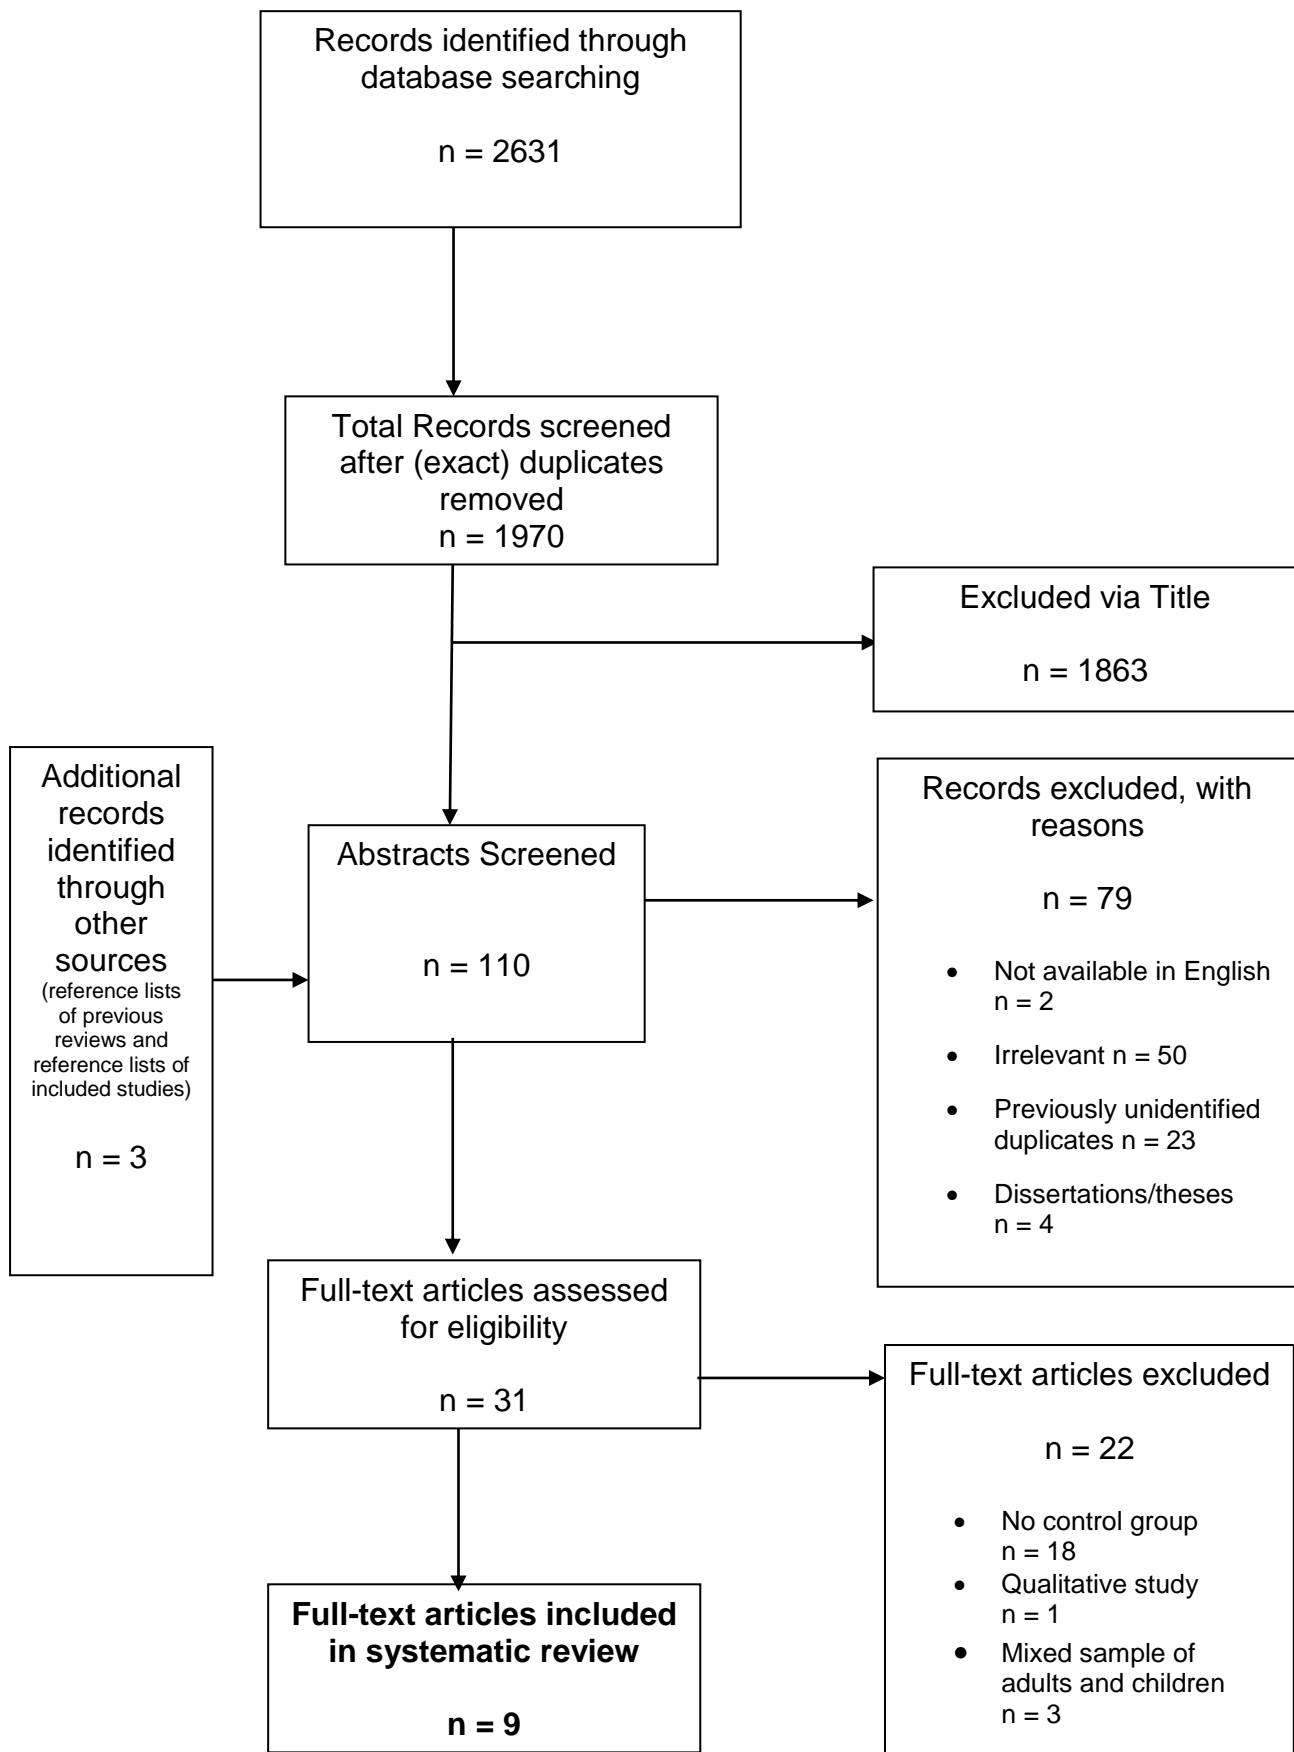 Records identified through
database searching
n = 2631
Total Records screened
after (exact) duplicates
removed
n = 1970
Excluded via Title
n = 1863
Additional
records
identified
through
other
sources
(reference lists
of previous
reviews and
reference lists of
included studies)
n = 3
Abstracts Screened
n = 110
Records excluded, with
reasons
n = 79
• Not available in English
n = 2
• Irrelevant n = 50
• Previously unidentified
duplicates n = 23
• Dissertations/theses
n = 4
Full-text articles assessed
for eligibility
n = 31
Full-text articles excluded
n = 22
• No control group
n = 18
• Qualitative study
n = 1
• Mixed sample of
adults and children
n = 3
Full-text articles included
in systematic review
n = 9